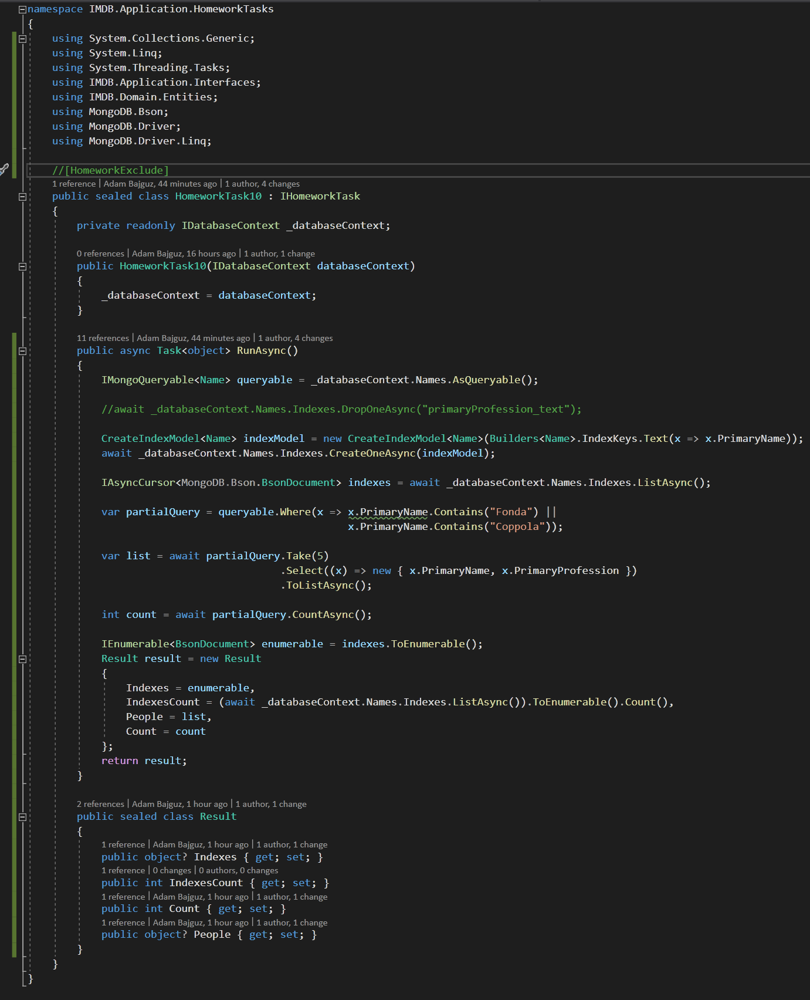 namespace IMDB.Application.HomeworkTasks
{
    using System.Collections.Generic;
    using System.Linq;
    using System.Threading.Tasks;
    using IMDB.Application.Interfaces;
    using IMDB.Domain.Entities;
    using MongoDB.Bson;
    using MongoDB.Driver;
    using MongoDB.Driver.Linq;

    //[HomeworkExclude]
    1 reference | Adam Bajguz, 44 minutes ago | 1 author, 4 changes
    public sealed class HomeworkTask10 : IHomeworkTask
    {
        private readonly IDatabaseContext _databaseContext;

        0 references | Adam Bajguz, 16 hours ago | 1 author, 1 change
        public HomeworkTask10(IDatabaseContext databaseContext)
        {
            _databaseContext = databaseContext;
        }

        11 references | Adam Bajguz, 44 minutes ago | 1 author, 4 changes
        public async Task<object> RunAsync()
        {
            IMongoQueryable<Name> queryable = _databaseContext.Names.AsQueryable();

            //await _databaseContext.Names.Indexes.DropOneAsync("primaryProfession_text");

            CreateIndexModel<Name> indexModel = new CreateIndexModel<Name>(Builders<Name>.IndexKeys.Text(x => x.PrimaryName));
            await _databaseContext.Names.Indexes.CreateOneAsync(indexModel);

            IAsyncCursor<MongoDB.Bson.BsonDocument> indexes = await _databaseContext.Names.Indexes.ListAsync();

            var partialQuery = queryable.Where(x => x.PrimaryName.Contains("Fonda") ||
                                                    x.PrimaryName.Contains("Coppola"));

            var list = await partialQuery.Take(5)
                                         .Select((x) => new { x.PrimaryName, x.PrimaryProfession })
                                         .ToListAsync();

            int count = await partialQuery.CountAsync();

            IEnumerable<BsonDocument> enumerable = indexes.ToEnumerable();
            Result result = new Result
            {
                Indexes = enumerable,
                IndexesCount = (await _databaseContext.Names.Indexes.ListAsync()).ToEnumerable().Count(),
                People = list,
                Count = count
            };
            return result;
        }

        2 references | Adam Bajguz, 1 hour ago | 1 author, 1 change
        public sealed class Result
        {
            1 reference | Adam Bajguz, 1 hour ago | 1 author, 1 change
            public object? Indexes { get; set; }
            1 reference | 0 changes | 0 authors, 0 changes
            public int IndexesCount { get; set; }
            1 reference | Adam Bajguz, 1 hour ago | 1 author, 1 change
            public int Count { get; set; }
            1 reference | Adam Bajguz, 1 hour ago | 1 author, 1 change
            public object? People { get; set; }
        }
    }
}